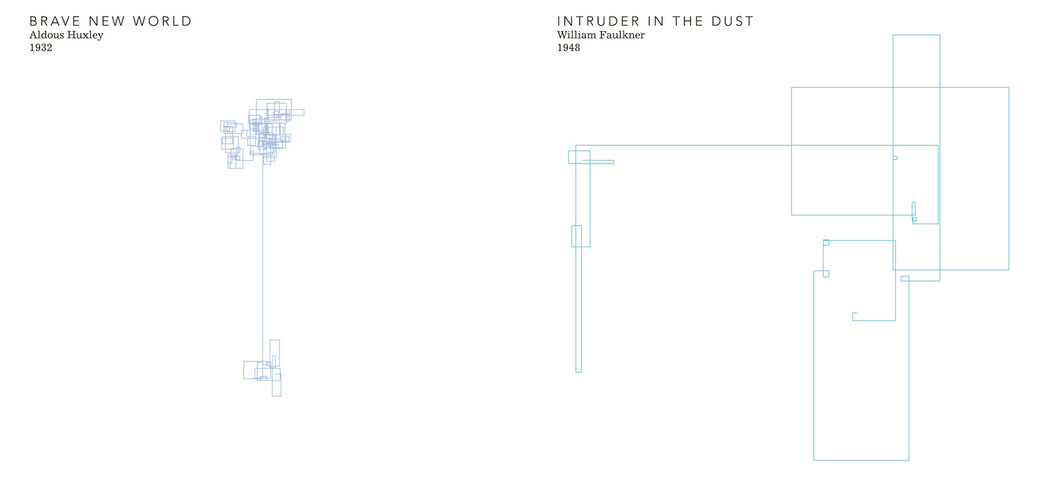 BRAVE NEW WORLD
Aldous Huxley
1932
INTRUDER IN THE DUST
William Faulkner
1948